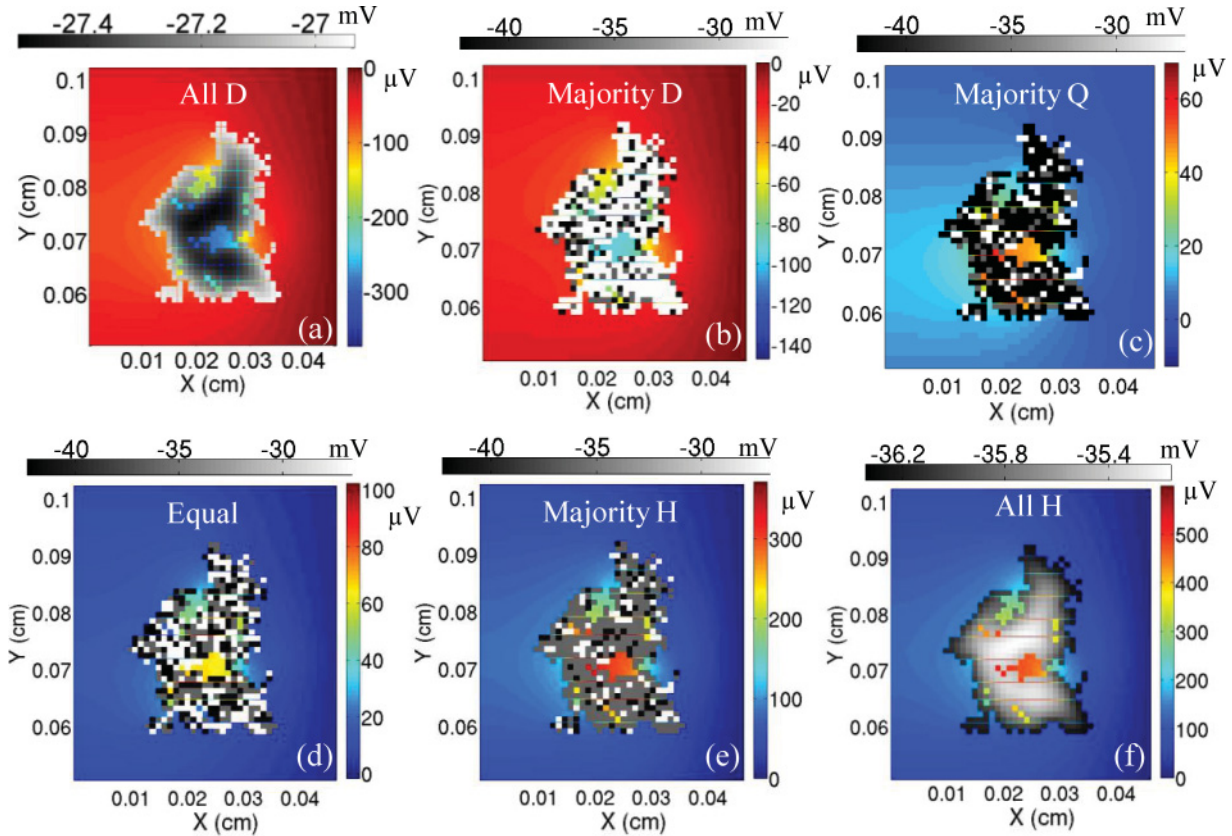 -27.4 -27.2 -27 mV
-40 -35 -30 mV
-40 -35 -30 mV
0.1 All D 0 µV
0.09 -100
0.08
Y (cm) -200
0.07
0.06 -300
(a)
0.01 0.02 0.03 0.04
X (cm)
0.1 Majority D 0 µV
-20
0.09 -40
0.08 -60
Y (cm) -80
0.07 -100
0.06 -120
(b) -140
0.01 0.02 0.03 0.04
X (cm)
0.1 Majority Q µV
60
0.09
0.08 40
Y (cm)
0.07 20
0.06 0
(c)
0.01 0.02 0.03 0.04
X (cm)
-40 -35 -30 mV
-40 -35 -30 mV
-36.2 -35.8 -35.4 mV
0.1 Equal 100 µV
0.09 80
0.08 60
Y (cm)
0.07 40
0.06 20
(d) 0
0.01 0.02 0.03 0.04
X (cm)
0.1 Majority H µV
300
0.09
0.08 200
Y (cm)
0.07 100
0.06
(e) 0
0.01 0.02 0.03 0.04
X (cm)
0.1 All H µV
500
0.09 400
0.08 300
Y (cm)
0.07 200
0.06 100
(f) 0
0.01 0.02 0.03 0.04
X (cm)